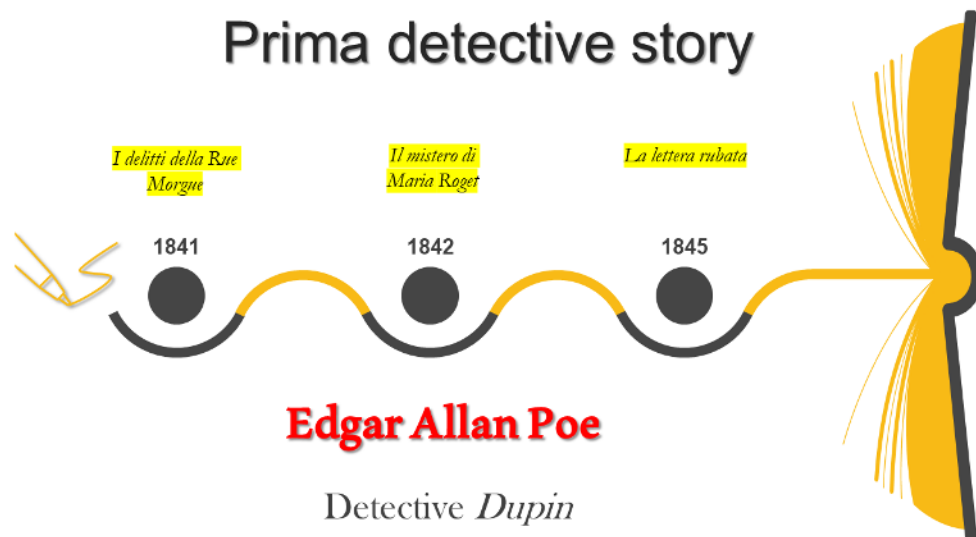 Prima detective story
I delitti della Rue
Morgue
Il mistero di
Maria Roget
La lettera rubata
1841
1842
1845
Edgar Allan Poe
Detective Dupin